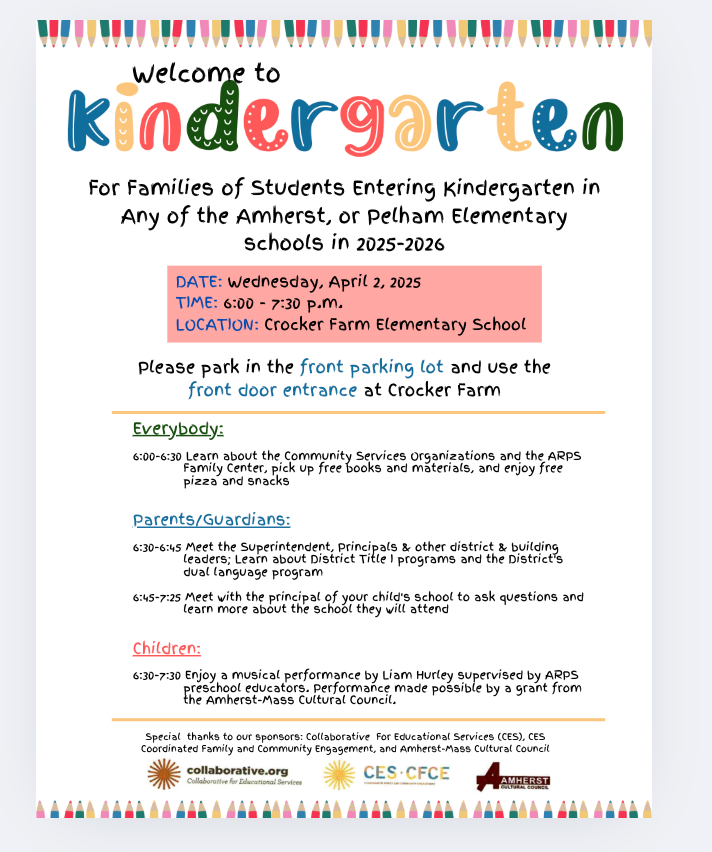 Welcome to
kindergarten
For Families of Students Entering Kindergarten in
Any of the Amherst, or Pelham Elementary
schools in 2025-2026
DATE: Wednesday, April 2, 2025
TIME: 6:00 - 7:30 p.m.
LOCATION: Crocker Farm Elementary School
Please park in the front parking lot and use the
front door entrance at Crocker Farm
Everybody:
6:00-6:30 Learn about the Community Services Organizations and the ARPS
Family Center, pick up free books and materials, and enjoy free
pizza and snacks
Parents/Guardians:
6:30-6:45 Meet the Superintendent, Principals & other district & building
leaders; Learn about District Title 1 programs and the District's
dual language program
6:45-7:25 Meet with the principal of your child's school to ask questions and
learn more about the school they will attend
Children:
6:30-7:30 Enjoy a musical performance by Liam Hurley supervised by ARPS
preschool educators. Performance made possible by a grant from
the Amherst-Mass Cultural Council.
Special thanks to our sponsors: Collaborative For Educational Services (CES), CES
Coordinated Family and Community Engagement, and Amherst-Mass Cultural Council
collaborative.org
Collaborative for Educational Services
CES·CFCE
AMHERST
CULTURAL COUNCIL